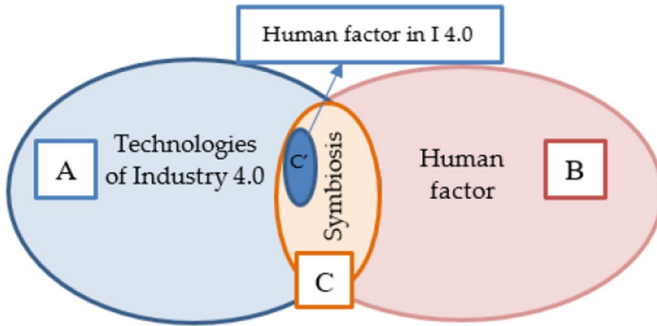 Human factor in I 4.0
A
Technologies
of Industry 4.0
C'
Symbiosis
Human
factor
B
C